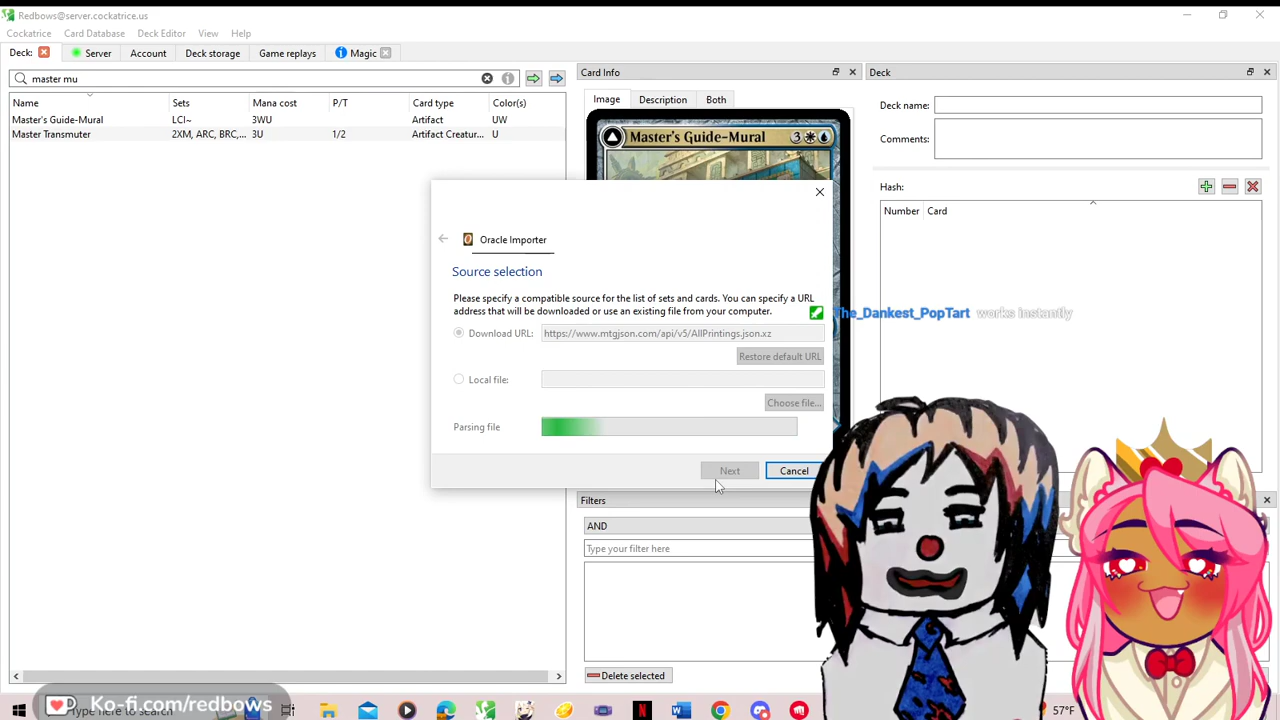 Redbows@server.cockatrice.us
Cockatrice Card Database Deck Editor View Help
Deck: Server Account Deck storage Game replays Magic
master mu
Name Sets Mana cost P/T Card type Color(s)
Master's Guide-Mural LCI~ 3WU Artifact UW
Master Transmuter 2XM, ARC, BRC,... 3U 1/2 Artifact Creatur... U
Card Info
Image Description Both
Master's Guide-Mural 3
Deck
Deck name:
Comments:
Hash:
Number Card
Oracle Importer
Source selection
Please specify a compatible source for the list of sets and cards. You can specify a URL
address that will be downloaded or use an existing file from your computer.
Download URL: https://www.mtgjson.com/api/v5/AllPrintings.json.xz
Restore default URL
Local file:
Choose file...
Parsing file
Next Cancel
The_Dankest_PopTart works instantly
Filters
AND
Type your filter here
Delete selected
Ko-fi.com/redbows
Type here to search
57°F